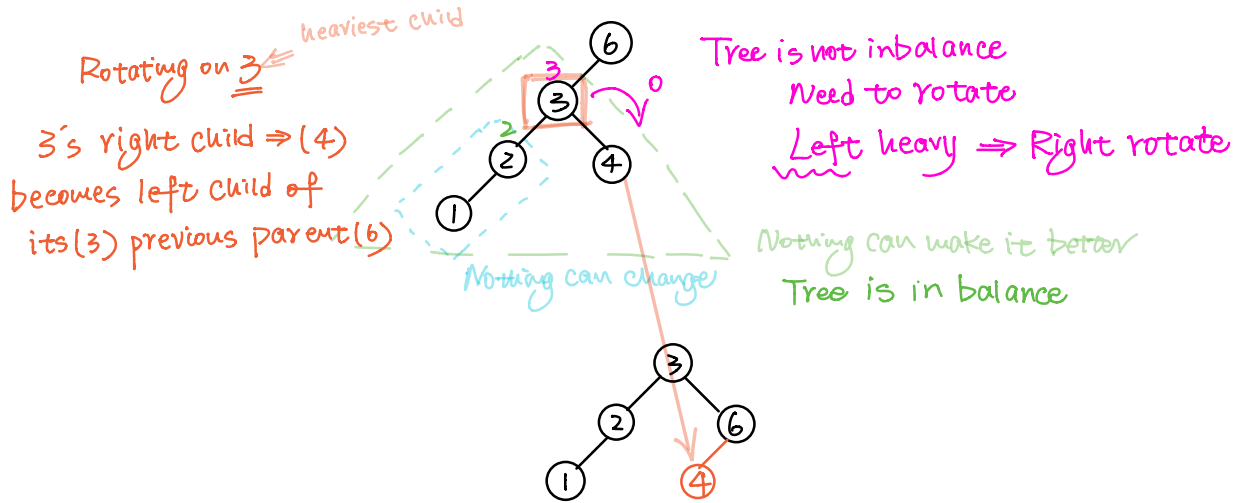 heaviest child
Rotating on 3
3's right child ⇒ (4)
becomes left child of
its(3) previous parent(6)
6
3
0
3
2
2
4
1
Nothing can change
Tree is not inbalance
Need to rotate
Left heavy ⇒ Right rotate
Nothing can make it better
Tree is in balance
3
2
6
1
4